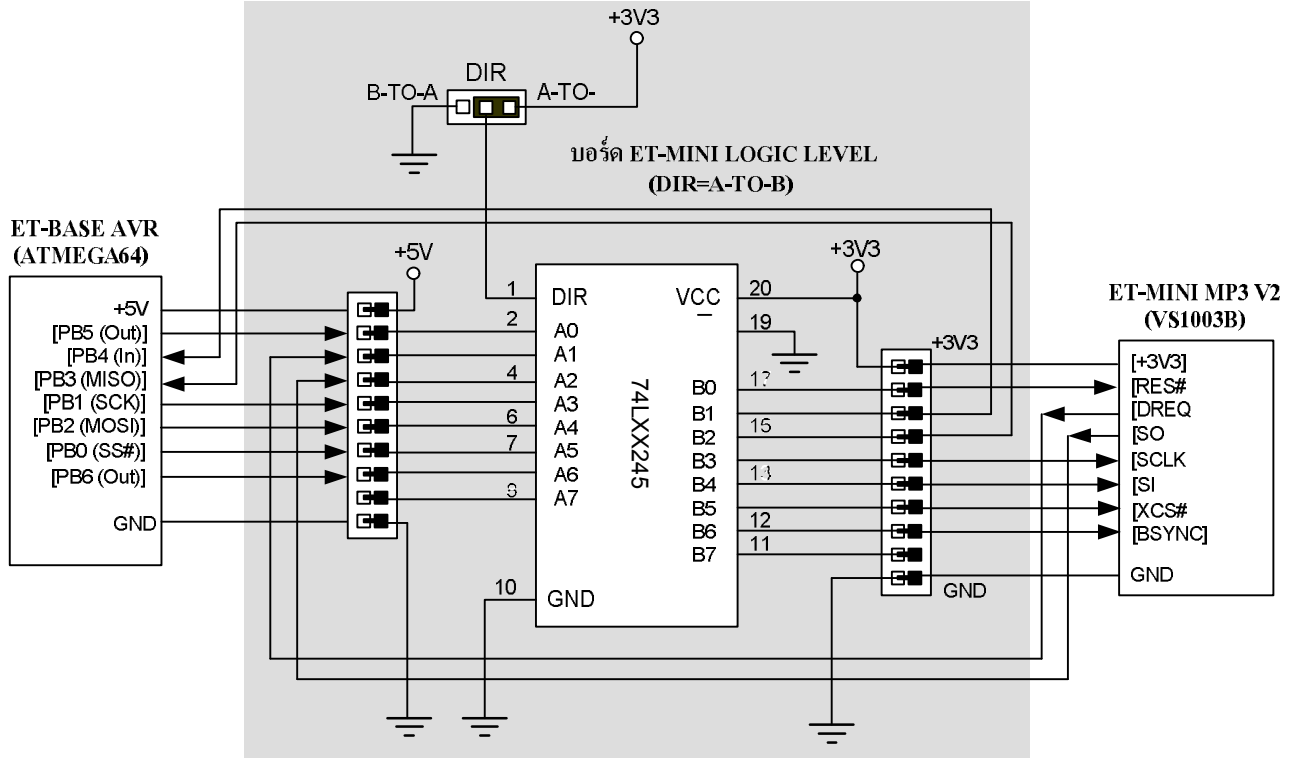 +3V3
DIR
B-TO-A
A-TO-
บอร์ด ET-MINI LOGIC LEVEL
(DIR=A-TO-B)
ET-BASE AVR
(ATMEGA64)
+5V
[PB5 (Out)]
[PB4 (In)]
[PB3 (MISO)]
[PB1 (SCK)]
[PB2 (MOSI)]
[PB0 (SS#)]
[PB6 (Out)]
GND
+5V
1
2
4
6
7
9
10
DIR
A0
A1
A2
A3
A4
A5
A6
A7
GND
74LXX245
VCC
B0
B1
B2
B3
B4
B5
B6
B7
20
19
12
11
+3V3
+3V3
GND
ET-MINI MP3 V2
(VS1003B)
[+3V3]
[RES#
[DREQ
[SO
[SCLK
[SI
[XCS#
[BSYNC]
GND